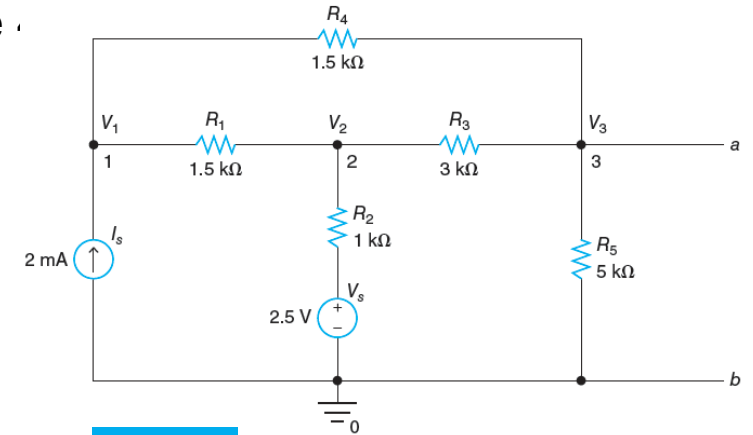 R4
1.5 kΩ
V1
R1
V2
R3
V3
a
1
1.5 kΩ
2
3 kΩ
3
R2
1 kΩ
Is
2 mA
R5
5 kΩ
Vs
2.5 V
+
−
b
0